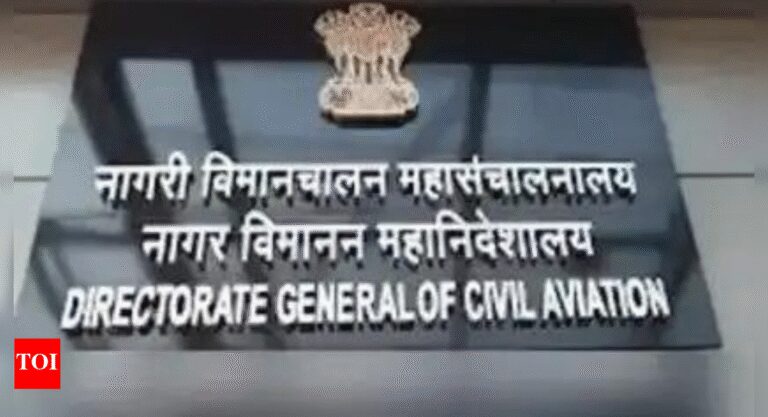 नागरी विमानचालन महासंचालनालय
नागर विमानन महानिदेशालय
DIRECTORATE GENERAL OF CIVIL AVIATION
TOI